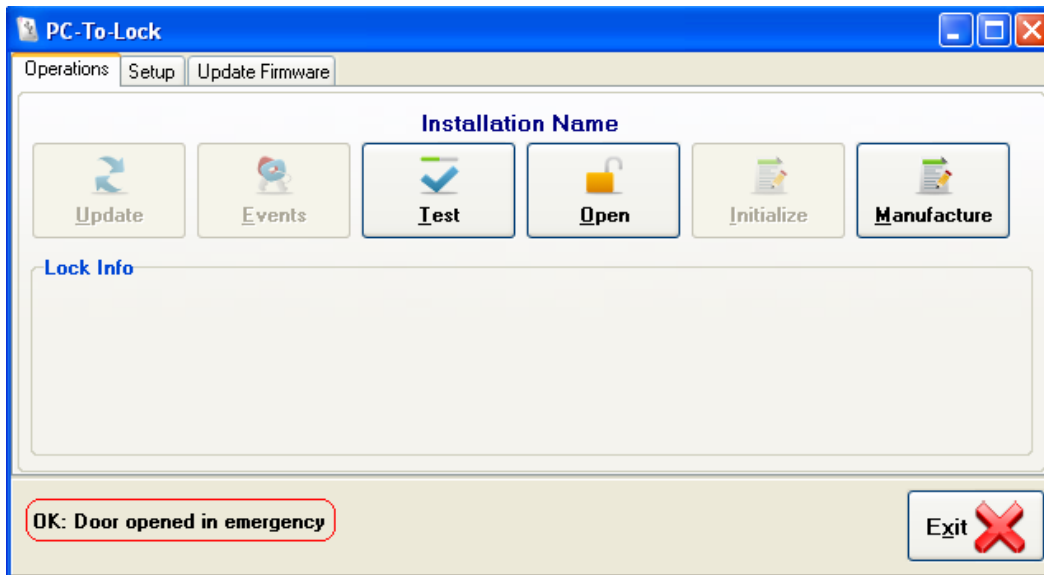 PC-To-Lock
Operations Setup Update Firmware
Installation Name
Update Events Test Open Initialize Manufacture
Lock Info
OK: Door opened in emergency
Exit